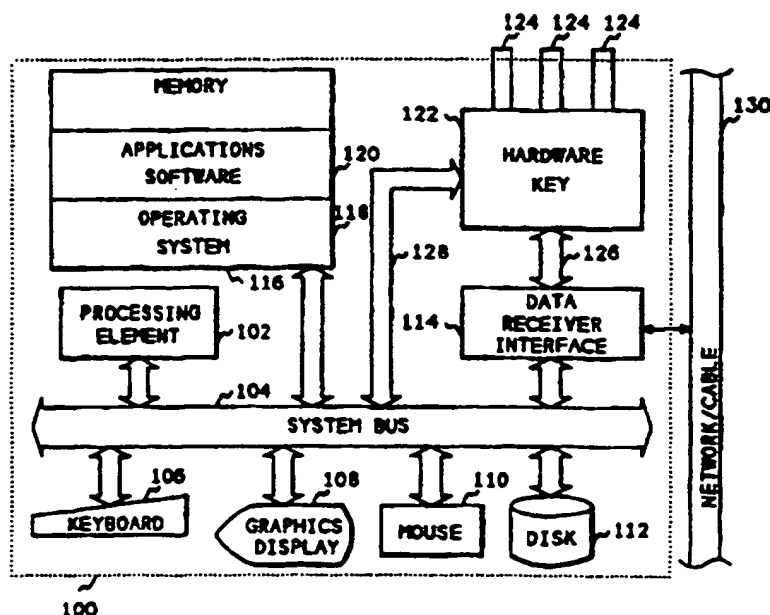 124 124 124
130
MEMORY
122
HARDWARE
KEY
APPLICATIONS
SOFTWARE
120
118
OPERATING
SYSTEM
116
128
126
PROCESSING
ELEMENT
102
114
DATA
RECEIVER
INTERFACE
104
SYSTEM BUS
NETWORK/CABLE
106
KEYBOARD
108
GRAPHICS
DISPLAY
110
MOUSE
DISK
112
100